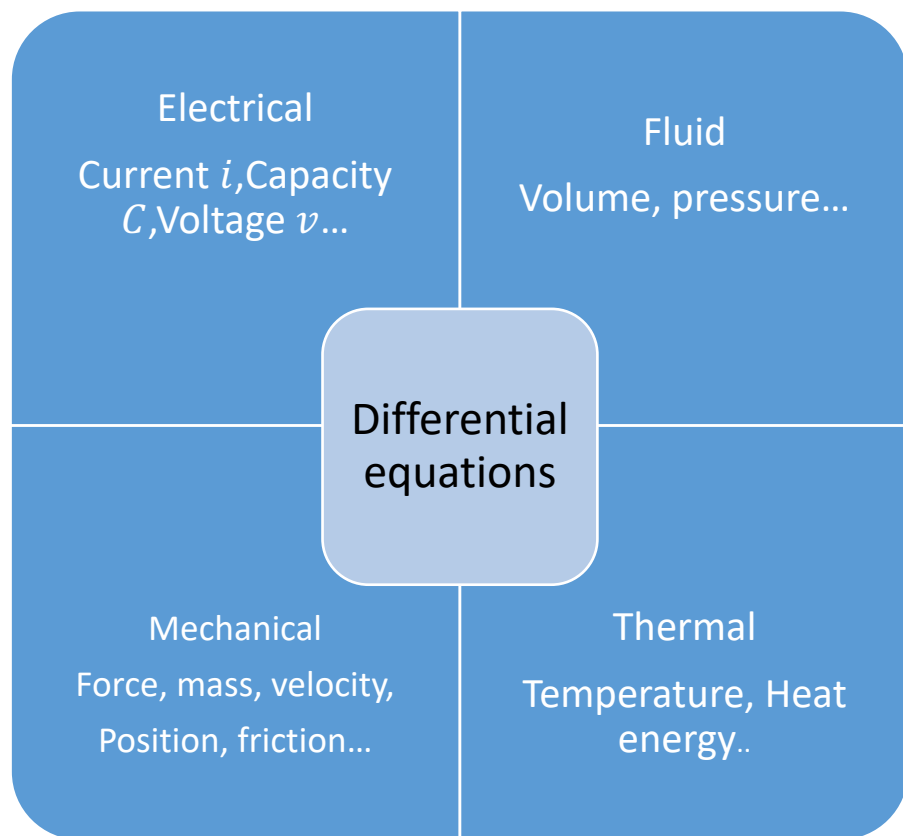 Electrical
Current 𝑖,Capacity
𝐶,Voltage 𝑣…
Fluid
Volume, pressure…
Differential
equations
Mechanical
Force, mass, velocity,
Position, friction…
Thermal
Temperature, Heat
energy..